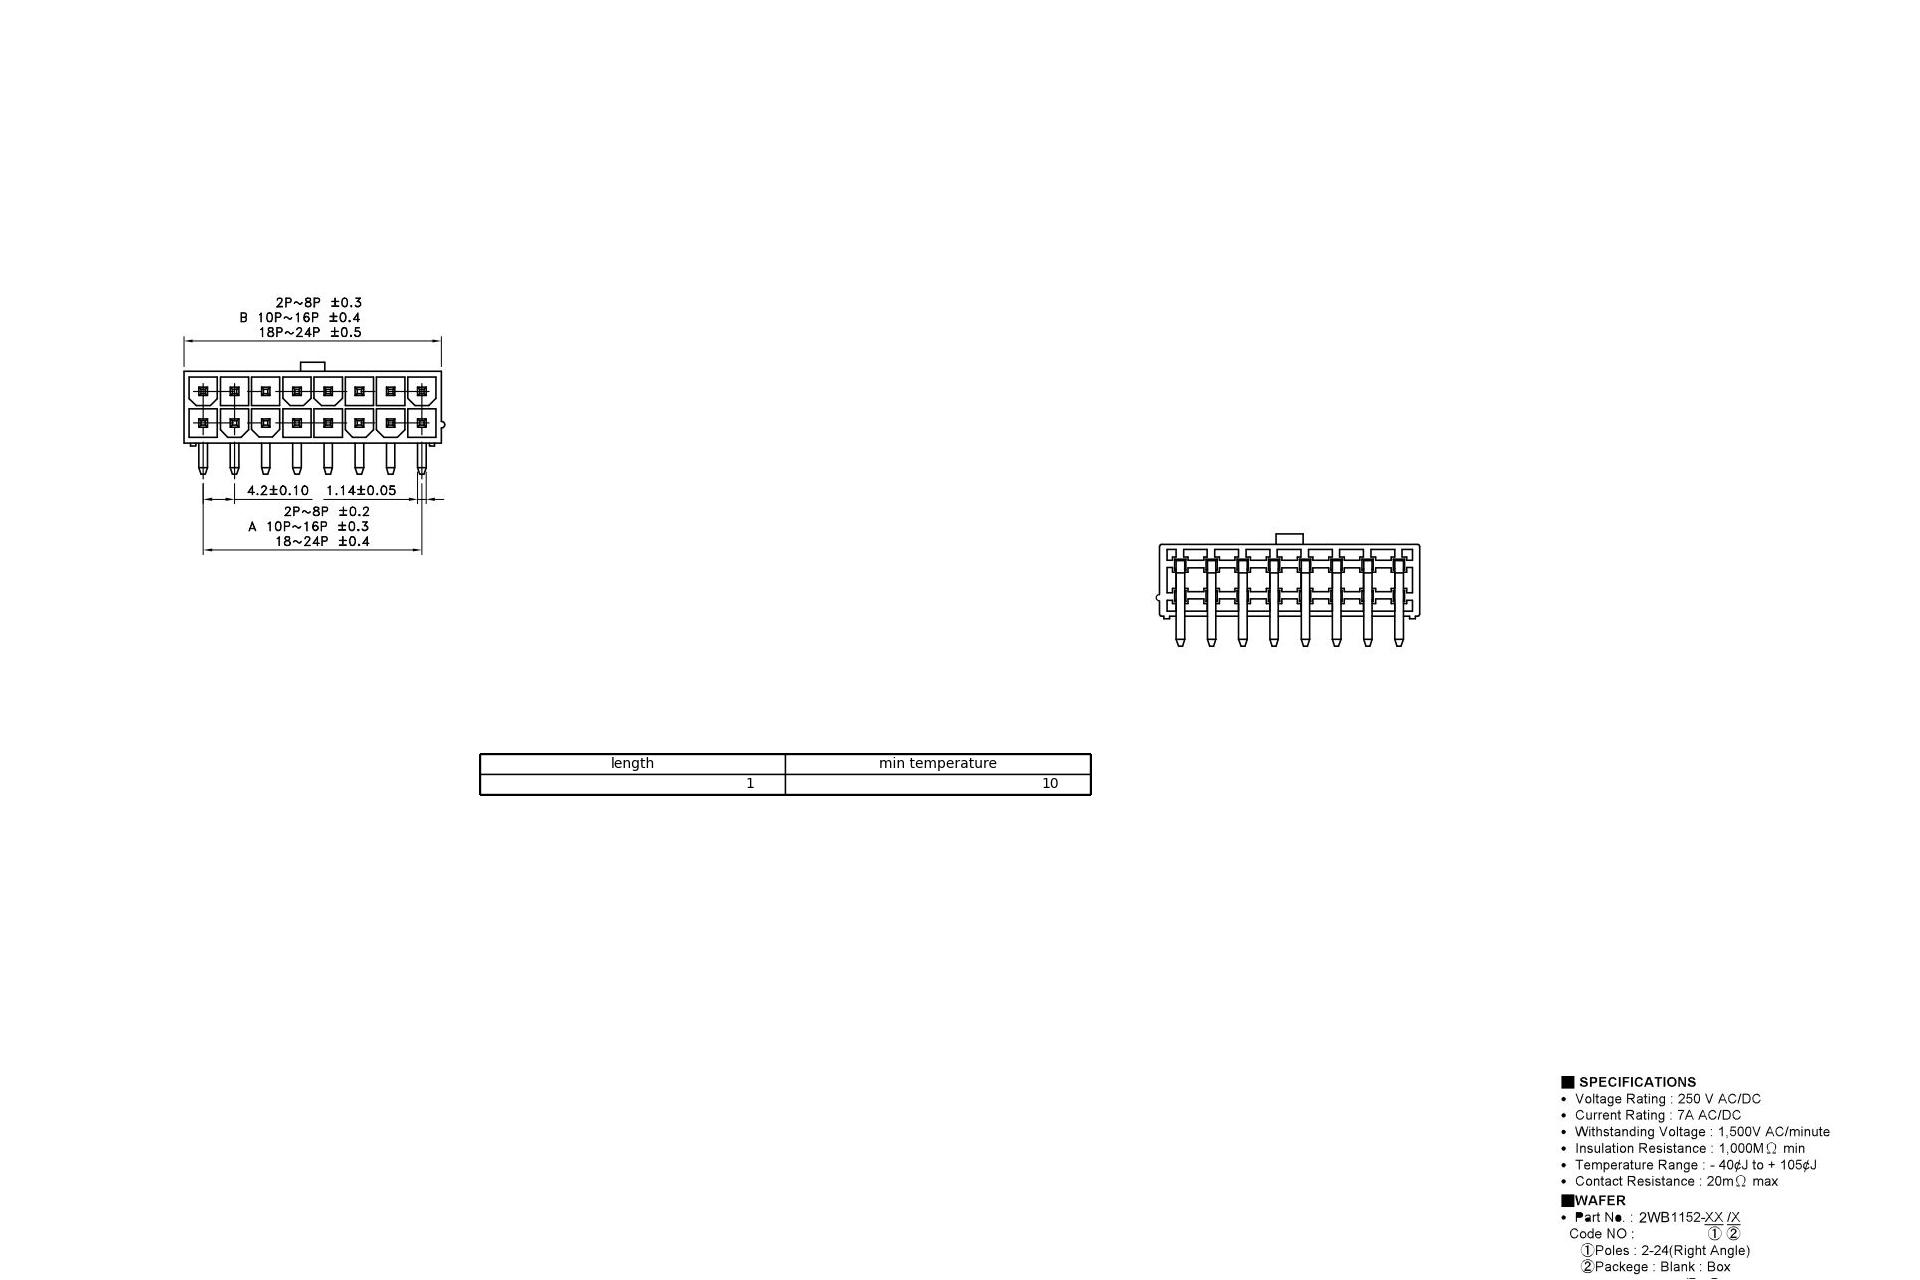 2P~8P ±0.3
B 10P~16P ±0.4
18P~24P ±0.5
4.2±0.10 1.14±0.05
2P~8P ±0.2
A 10P~16P ±0.3
18~24P ±0.4
length min temperature
1 10
■ SPECIFICATIONS
• Voltage Rating : 250 V AC/DC
• Current Rating : 7A AC/DC
• Withstanding Voltage : 1,500V AC/minute
• Insulation Resistance : 1,000MΩ min
• Temperature Range : - 40¢J to + 105¢J
• Contact Resistance : 20mΩ max
■WAFER
• Part No. : 2WB1152-XX /X
Code NO : ① ②
①Poles : 2-24(Right Angle)
②Packege : Blank : Box